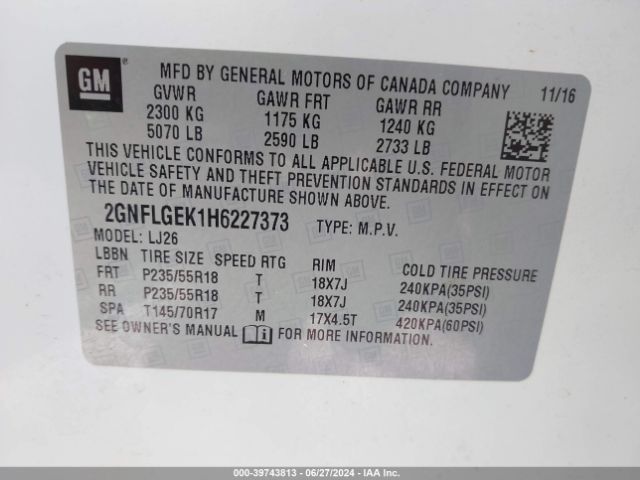 GM®
MFD BY GENERAL MOTORS OF CANADA COMPANY 11/16
GVWR GAWR FRT GAWR RR
2300 KG 1175 KG 1240 KG
5070 LB 2590 LB 2733 LB
THIS VEHICLE CONFORMS TO ALL APPLICABLE U.S. FEDERAL MOTOR
VEHICLE SAFETY AND THEFT PREVENTION STANDARDS IN EFFECT ON
THE DATE OF MANUFACTURE SHOWN ABOVE.
2GNFLGEK1H6227373 TYPE: M.P.V.
MODEL: LJ26
LBBN TIRE SIZE SPEED RTG RIM COLD TIRE PRESSURE
FRT P235/55R18 T 18X7J 240KPA(35PSI)
RR P235/55R18 T 18X7J 240KPA(35PSI)
SPA T145/70R17 M 17X4.5T 420KPA(60PSI)
SEE OWNER'S MANUAL FOR MORE INFORMATION.
000-39743813 - 06/27/2024 - IAAI.COM